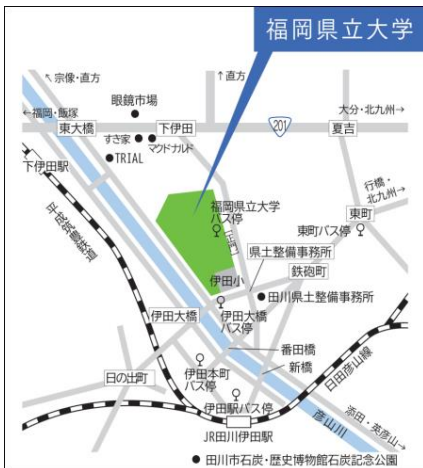 福岡県立大学
↖宗像・直方
↑直方
眼鏡市場
←福岡・飯塚
大分・北九州→
東大橋
すき家
下伊田
マクドナルド
201
夏吉
TRIAL
下伊田駅
行橋・
北九州→
東町
福岡県立大学
バス停
東町バス停
正門
平成筑豊鉄道
県土整備事務所
鉄砲町
伊田小
田川県土整備事務所
伊田大橋
伊田大橋
バス停
番田橋
新橋
日田彦山線
伊田本町
バス停
日の出町
伊田駅バス停
彦山川
添田・英彦山→
JR田川伊田駅
田川市石炭・歴史博物館石炭記念公園